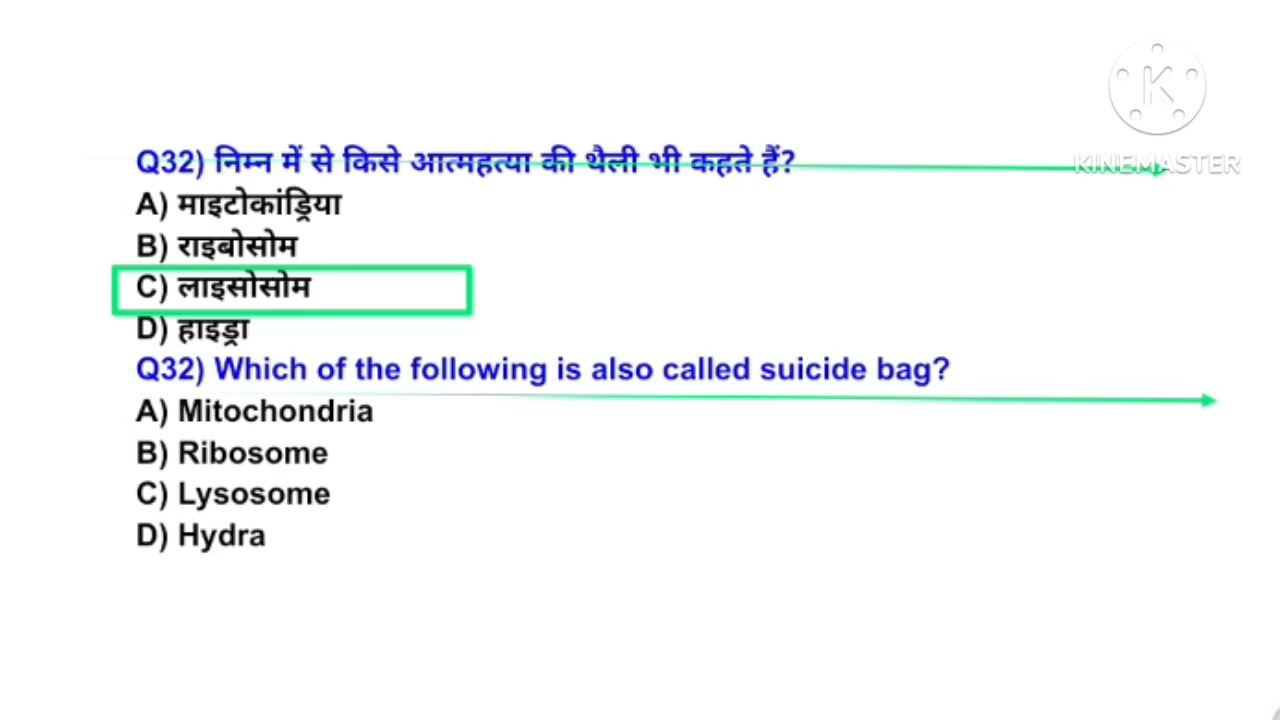 Q32) निम्न में से किसे आत्महत्या की थैली भी कहते हैं?
A) माइटोकांड्रिया
B) राइबोसोम
C) लाइसोसोम
D) हाइड्रा
Q32) Which of the following is also called suicide bag?
A) Mitochondria
B) Ribosome
C) Lysosome
D) Hydra
K
KINEMASTER